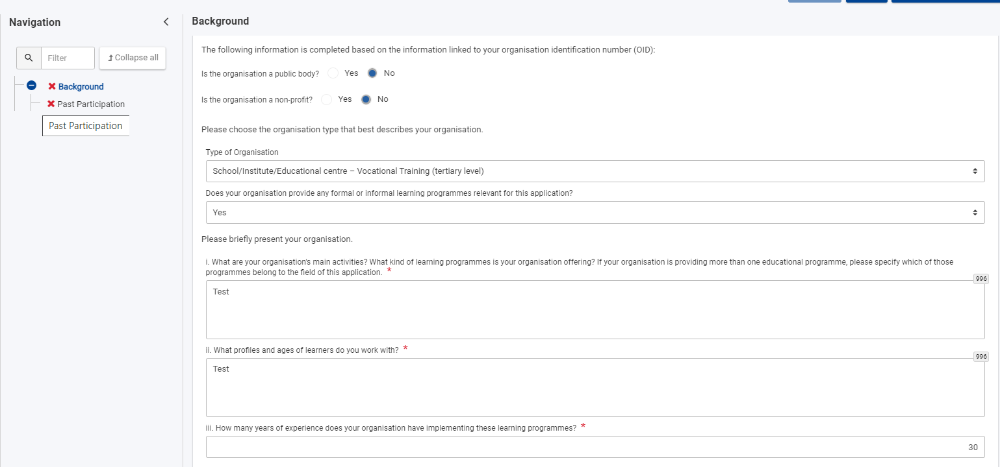 Navigation
Filter
Collapse all
Background
Past Participation
Past Participation
Background
The following information is completed based on the information linked to your organisation identification number (OID):
Is the organisation a public body? Yes No
Is the organisation a non-profit? Yes No
Please choose the organisation type that best describes your organisation.
Type of Organisation
School/Institute/Educational centre – Vocational Training (tertiary level)
Does your organisation provide any formal or informal learning programmes relevant for this application?
Yes
Please briefly present your organisation.
i. What are your organisation's main activities? What kind of learning programmes is your organisation offering? If your organisation is providing more than one educational programme, please specify which of those
programmes belong to the field of this application. *
996
Test
ii. What profiles and ages of learners do you work with? *
996
Test
iii. How many years of experience does your organisation have implementing these learning programmes? *
30